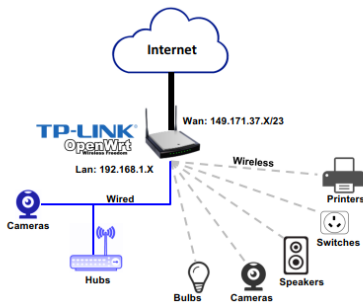 Internet
Wan: 149.171.37.X/23
TP-LINK
OpenWrt
Wireless Freedom
Lan: 192.168.1.X
Wireless
Printers
Wired
Cameras
Switches
Hubs
Speakers
Bulbs
Cameras